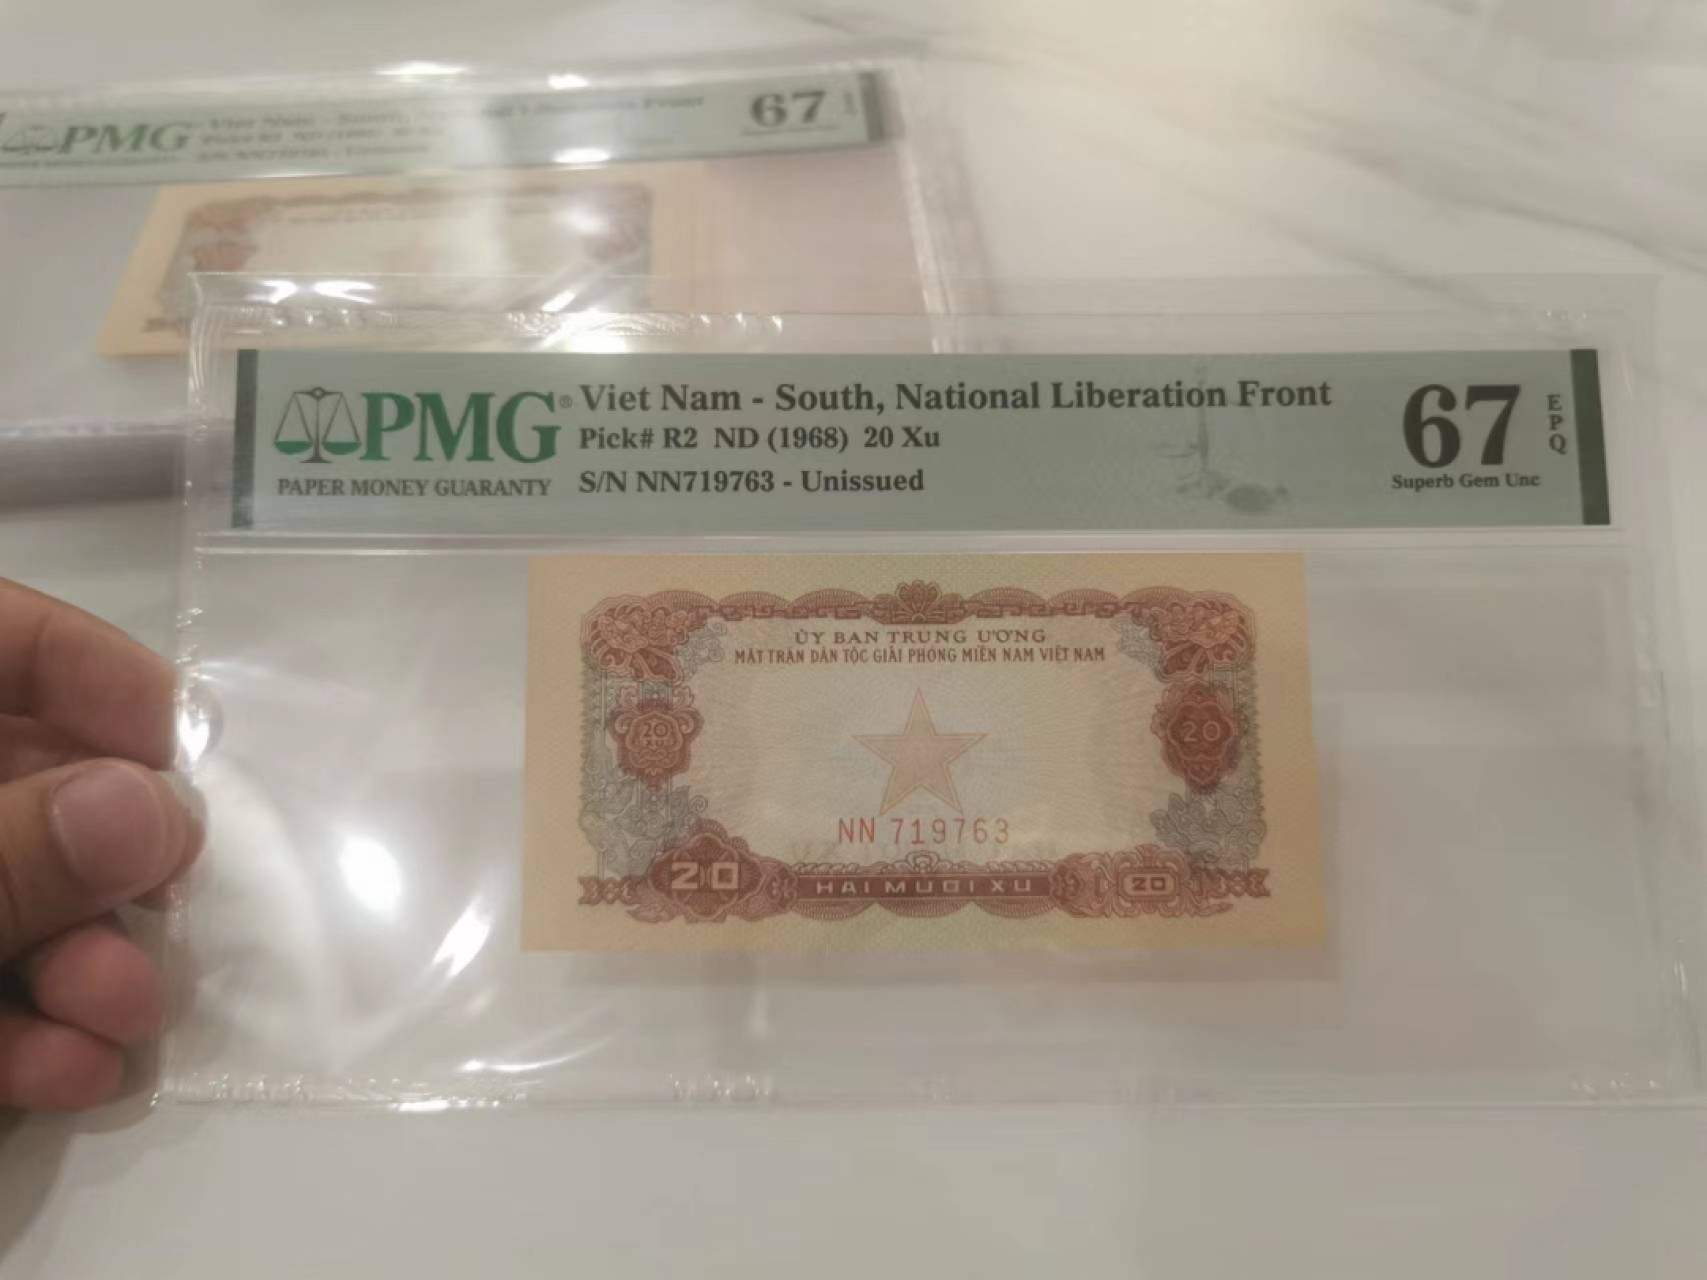 PMG
67
PMG®
PAPER MONEY GUARANTY
Viet Nam - South, National Liberation Front
Pick# R2 ND (1968) 20 Xu
S/N NN719763 - Unissued
67
EPQ
Superb Gem Unc
ỦY BAN TRUNG ƯƠNG
MẶT TRẬN DÂN TỘC GIẢI PHÓNG MIỀN NAM VIỆT NAM
20
XU
20
NN 719763
20
HAI MƯƠI XU
20